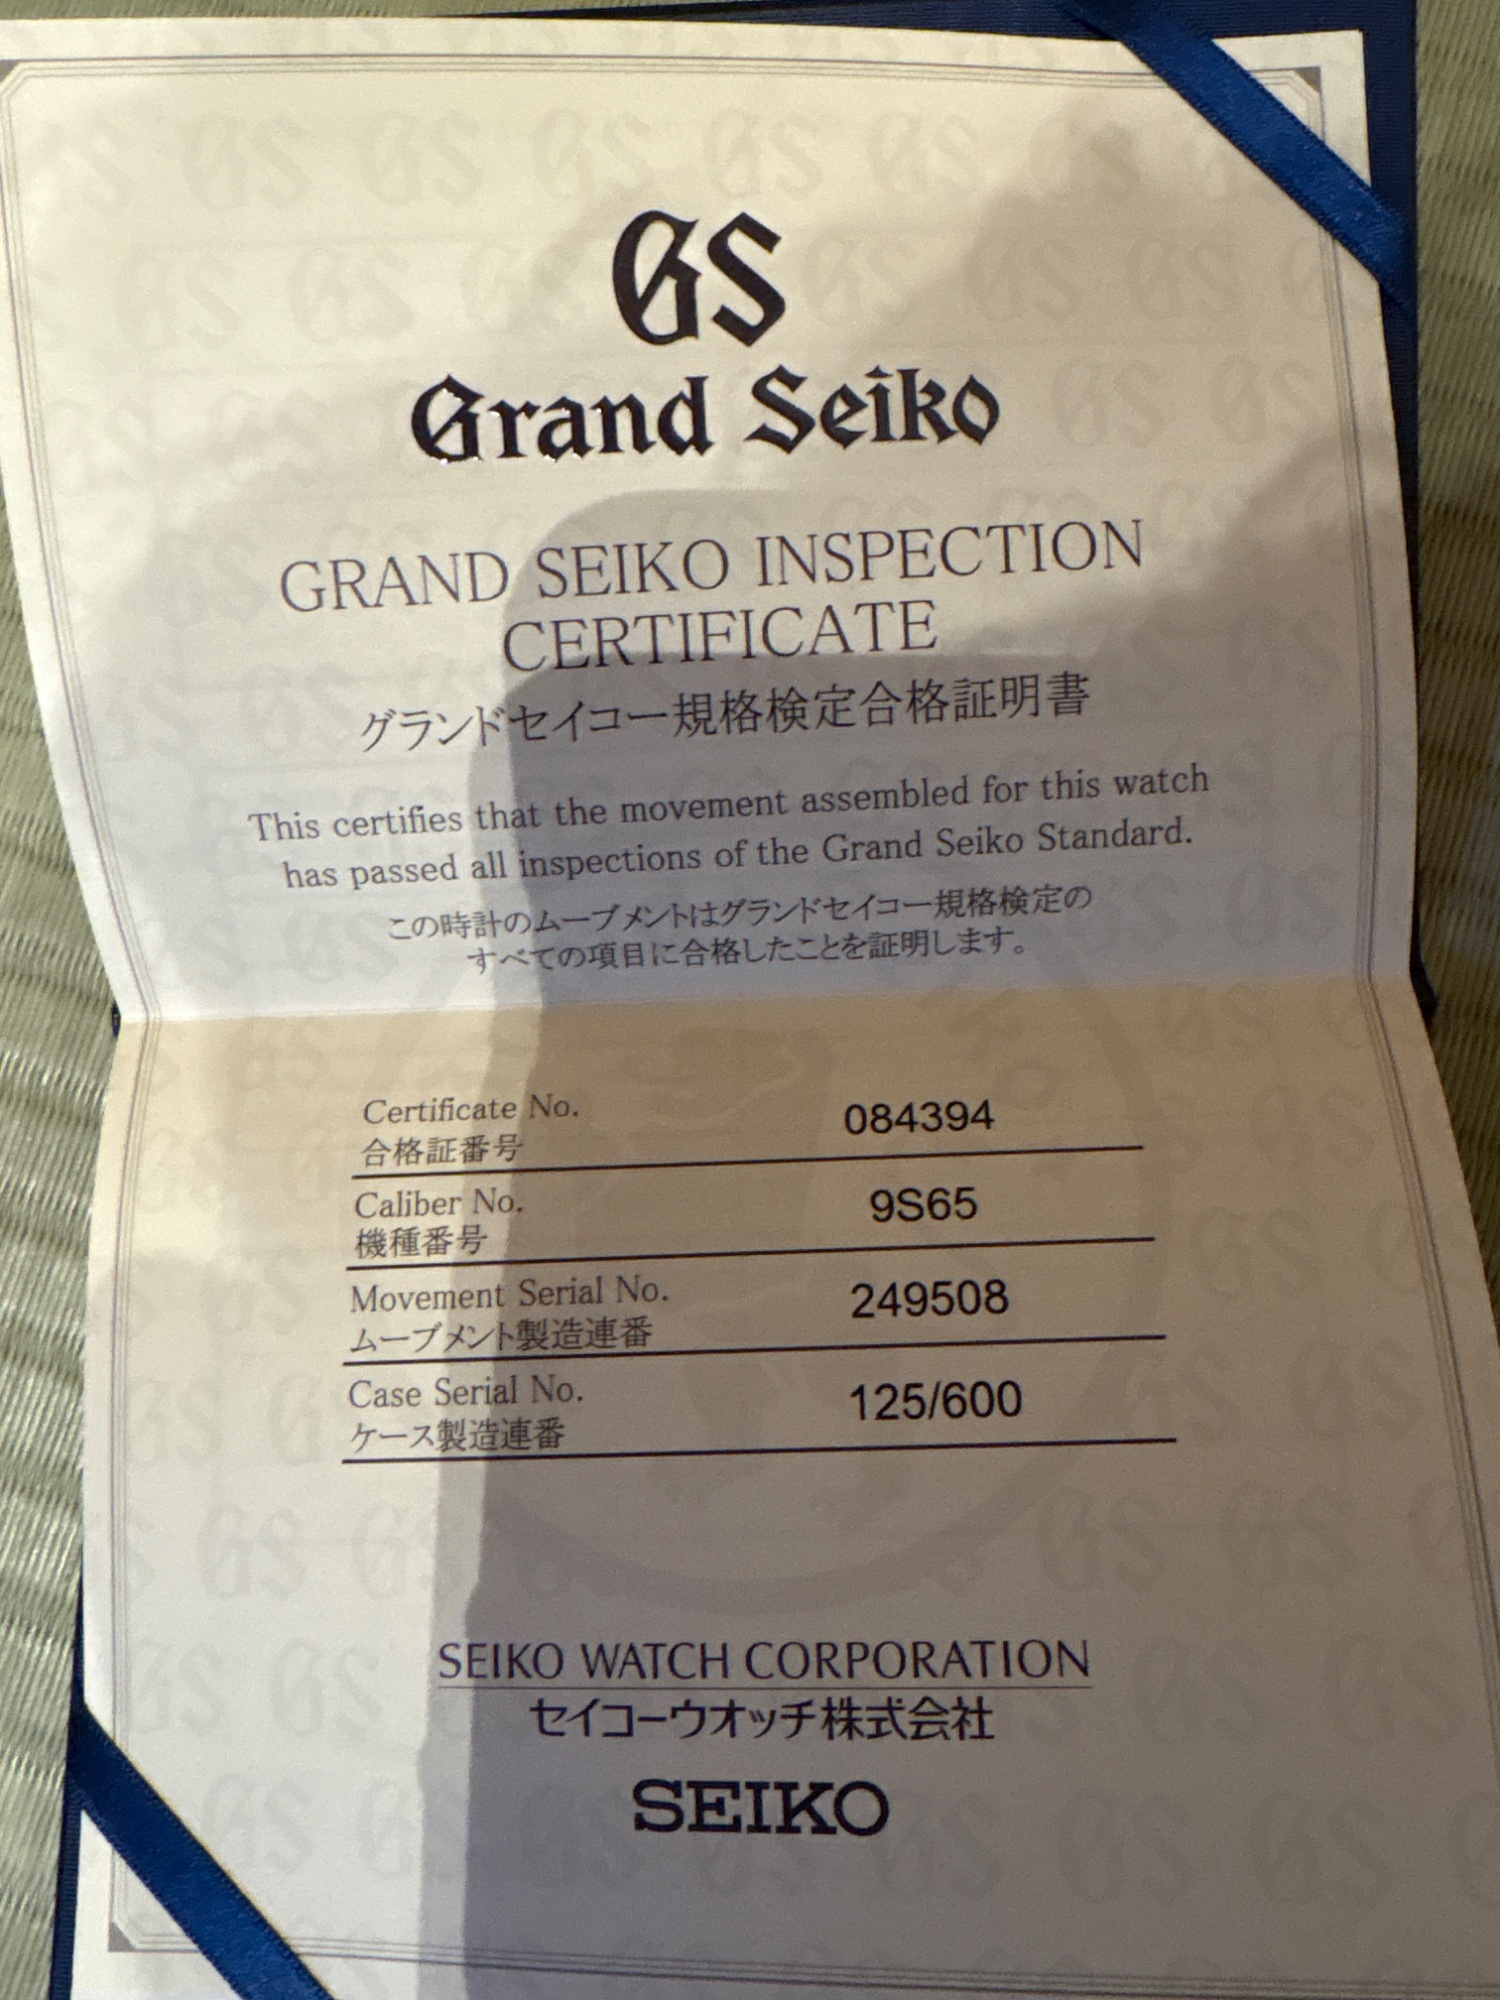 GS
Grand Seiko
GRAND SEIKO INSPECTION
CERTIFICATE
グランドセイコー規格検定合格証明書
This certifies that the movement assembled for this watch
has passed all inspections of the Grand Seiko Standard.
この時計のムーブメントはグランドセイコー規格検定の
すべての項目に合格したことを証明します。
Certificate No. 084394
合格証番号
Caliber No. 9S65
機種番号
Movement Serial No. 249508
ムーブメント製造連番
Case Serial No. 125/600
ケース製造連番
SEIKO WATCH CORPORATION
セイコーウオッチ株式会社
SEIKO